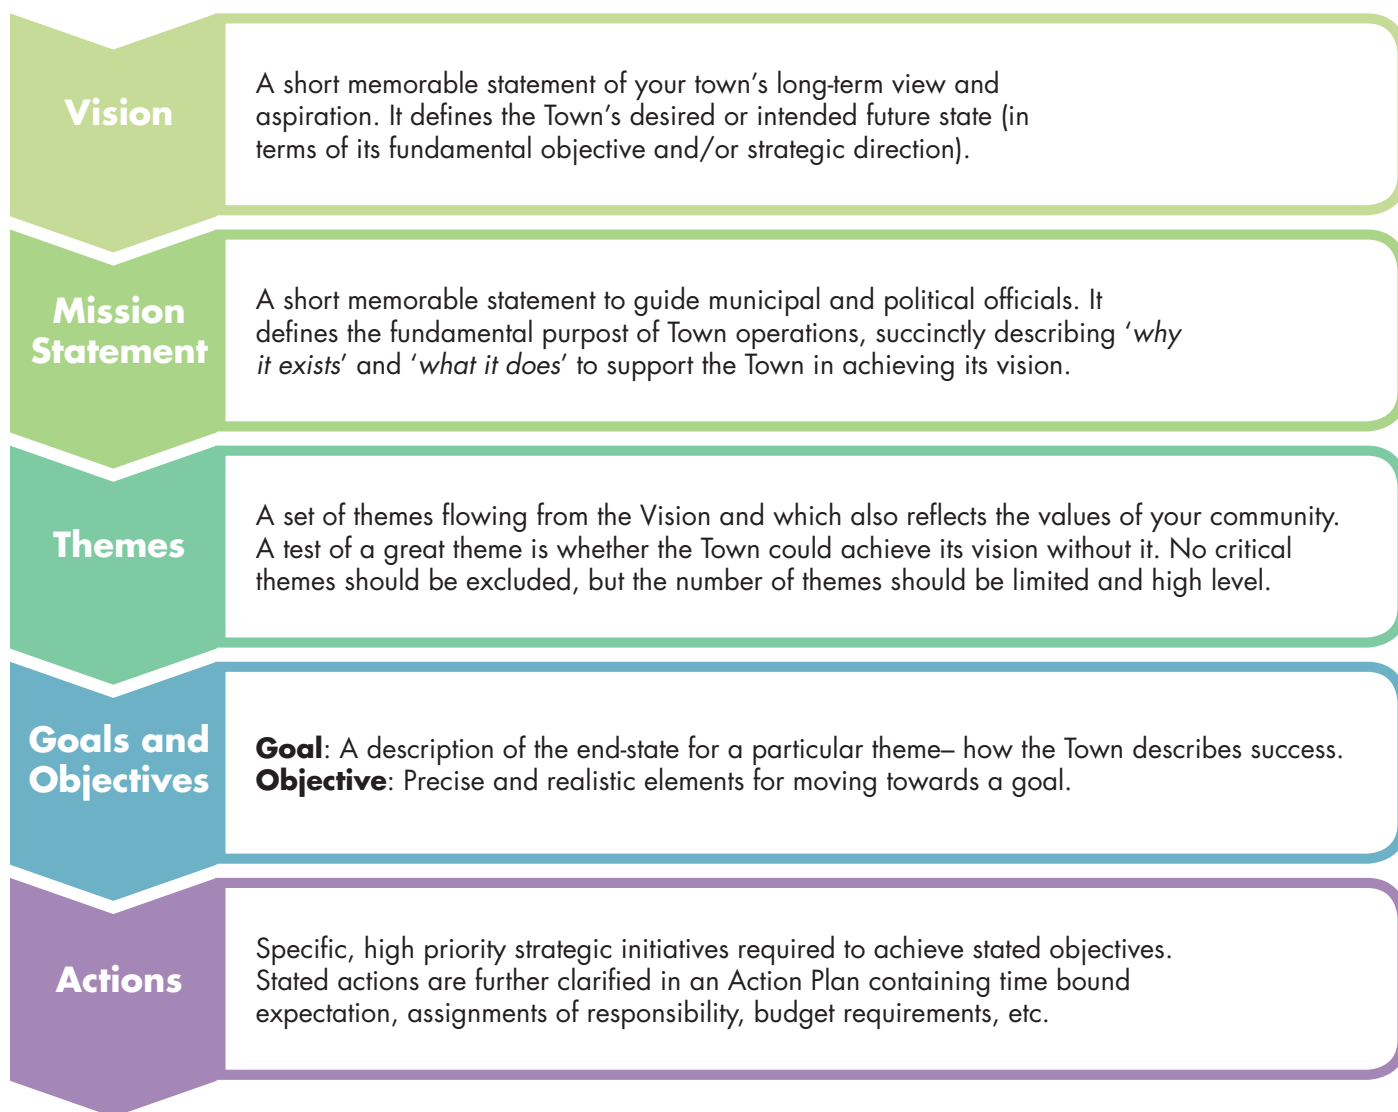 Vision
A short memorable statement of your town’s long-term view and
aspiration. It defines the Town’s desired or intended future state (in
terms of its fundamental objective and/or strategic direction).
Mission
Statement
A short memorable statement to guide municipal and political officials. It
defines the fundamental purpost of Town operations, succinctly describing ‘why
it exists’ and ‘what it does’ to support the Town in achieving its vision.
Themes
A set of themes flowing from the Vision and which also reflects the values of your community.
A test of a great theme is whether the Town could achieve its vision without it. No critical
themes should be excluded, but the number of themes should be limited and high level.
Goals and
Objectives
Goal: A description of the end-state for a particular theme– how the Town describes success.
Objective: Precise and realistic elements for moving towards a goal.
Actions
Specific, high priority strategic initiatives required to achieve stated objectives.
Stated actions are further clarified in an Action Plan containing time bound
expectation, assignments of responsibility, budget requirements, etc.